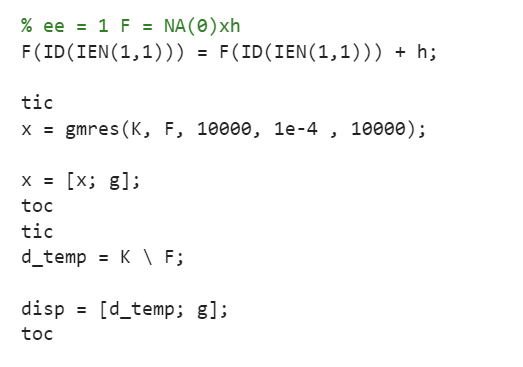 % ee = 1 F = NA(0)xh
F(ID(IEN(1,1))) = F(ID(IEN(1,1))) + h;
tic
x = gmres(K, F, 10000, 1e-4 , 10000);
x = [x; g];
toc
tic
d_temp = K \ F;
disp = [d_temp; g];
toc